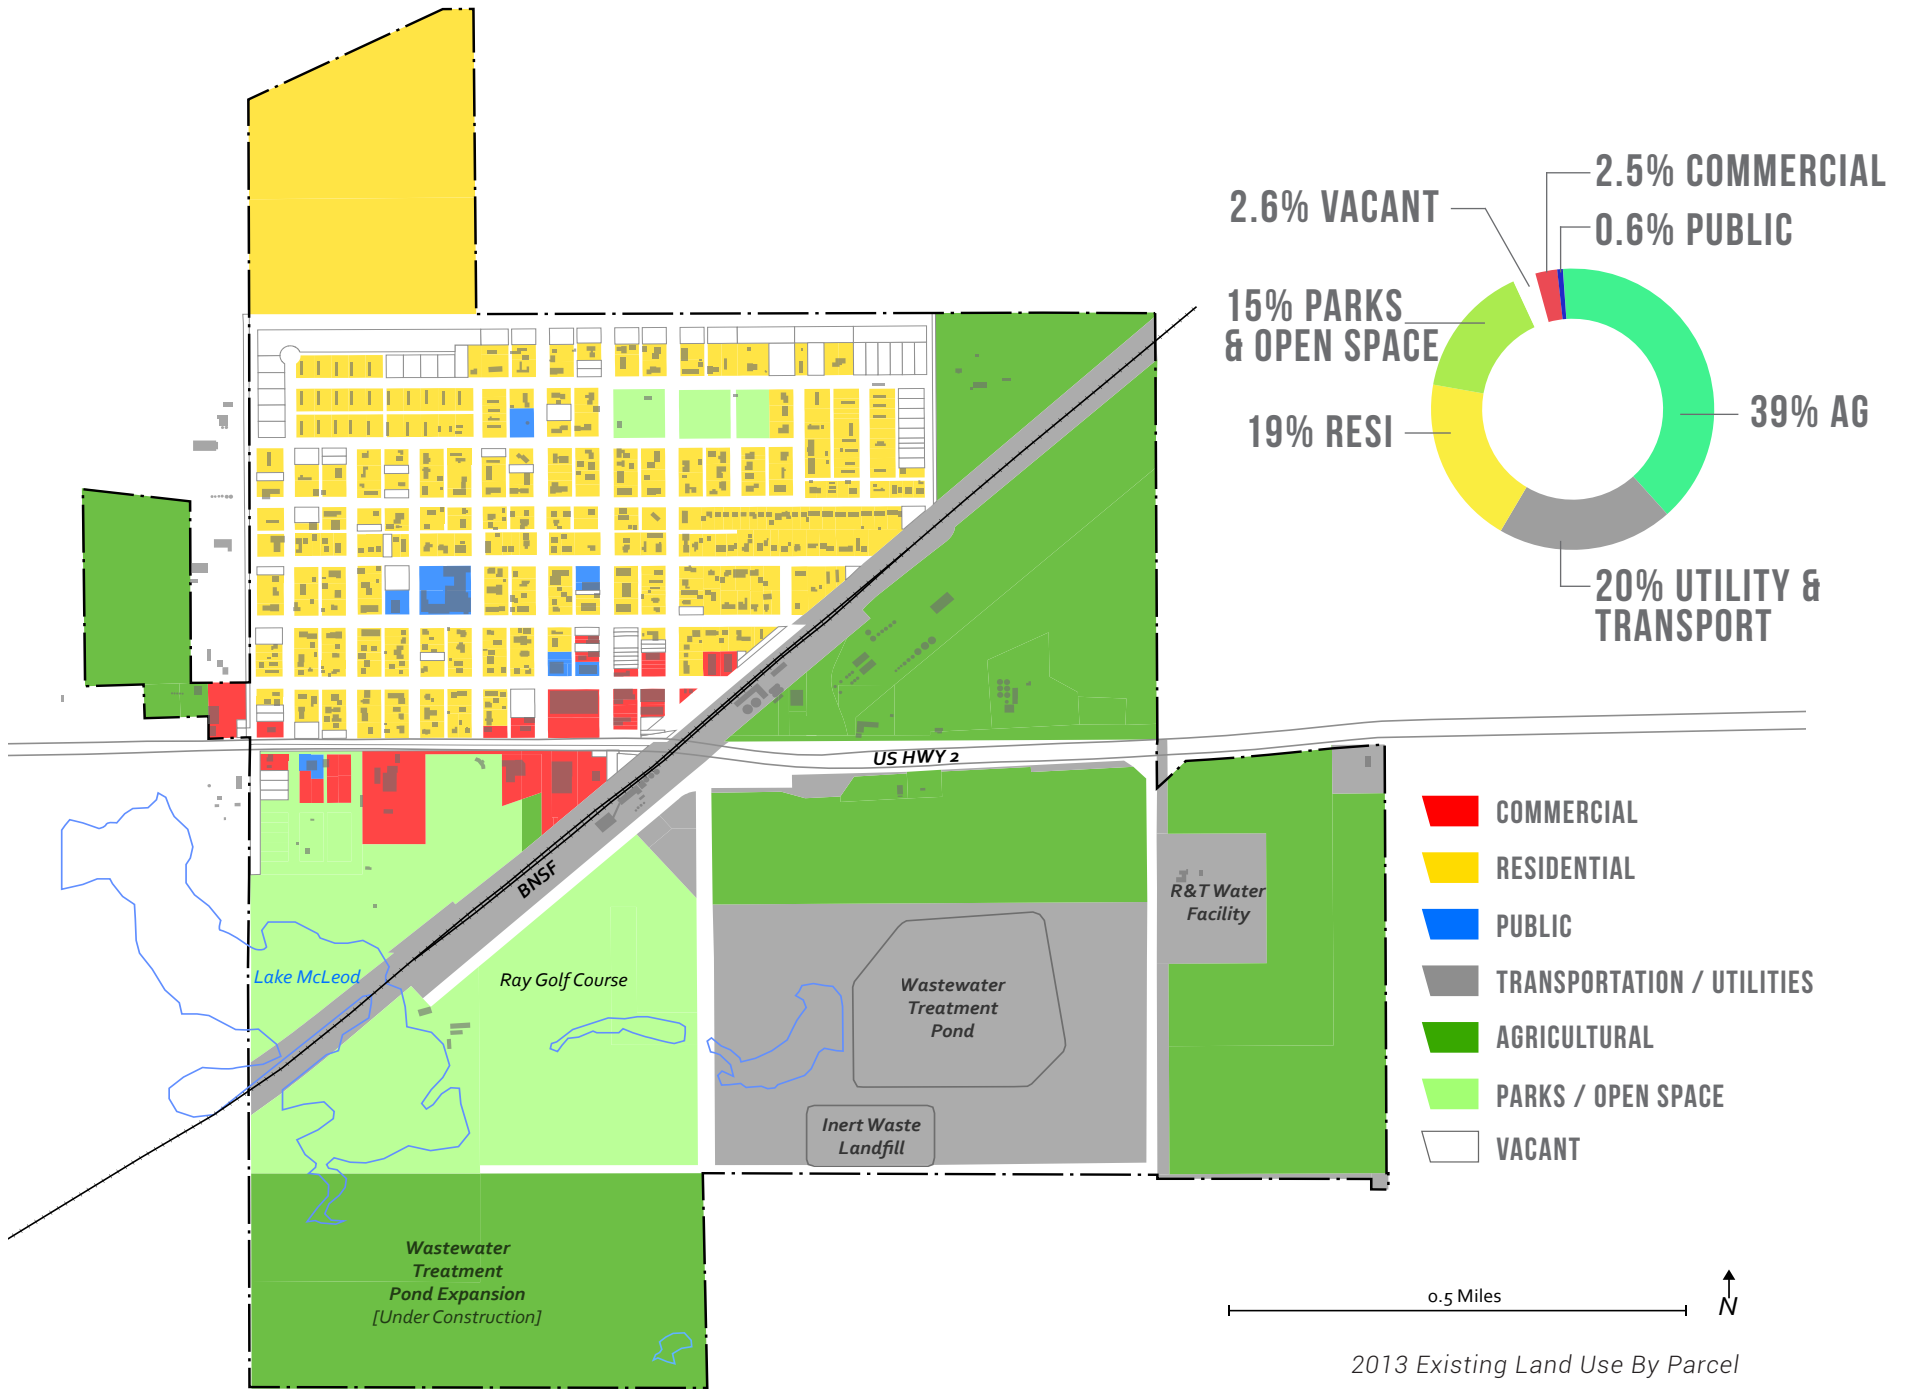 2.5% COMMERCIAL
2.6% VACANT
0.6% PUBLIC
15% PARKS
& OPEN SPACE
39% AG
19% RESI
20% UTILITY &
TRANSPORT
US HWY 2
BNSF
Lake McLeod
Ray Golf Course
R&T Water
Facility
Wastewater
Treatment
Pond
Inert Waste
Landfill
Wastewater
Treatment
Pond Expansion
[Under Construction]
COMMERCIAL
RESIDENTIAL
PUBLIC
TRANSPORTATION / UTILITIES
AGRICULTURAL
PARKS / OPEN SPACE
VACANT
0.5 Miles
N
2013 Existing Land Use By Parcel